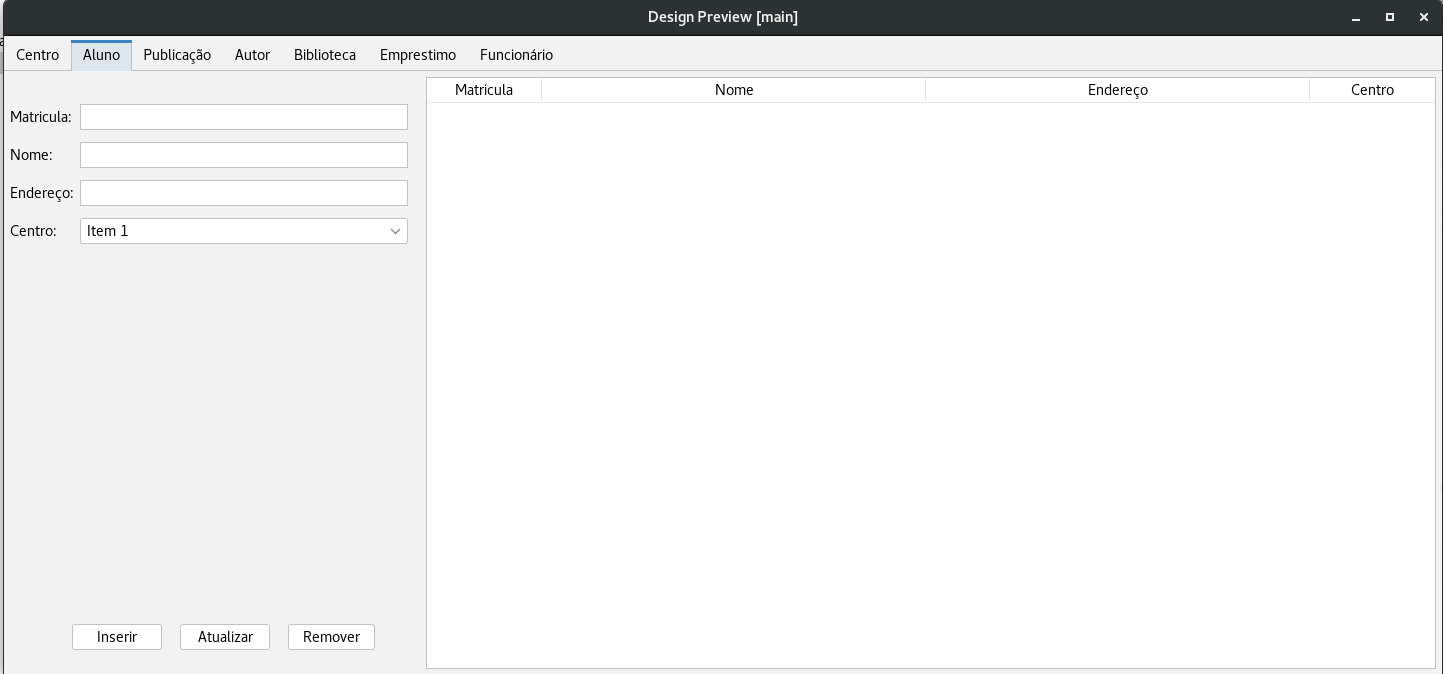 Design Preview [main]
Centro Aluno Publicação Autor Biblioteca Emprestimo Funcionário
Matricula Nome Endereço Centro
Matricula:
Nome:
Endereço:
Centro: Item 1
Inserir Atualizar Remover